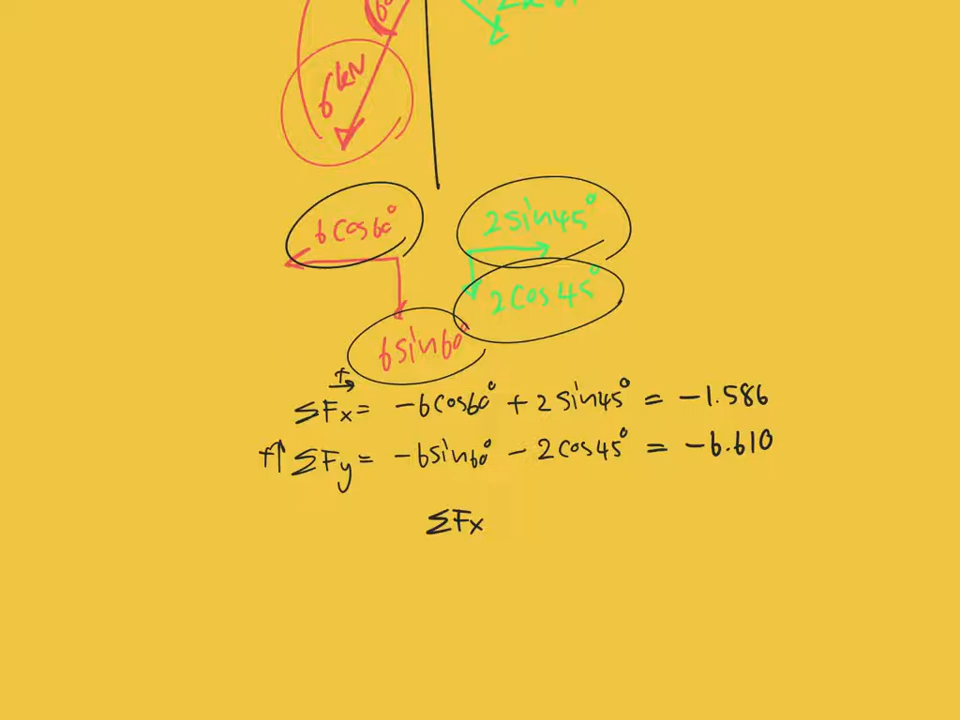 6kN
6cos60°
2sin45°
2cos45°
6sin60°
ΣFx = -6cos60° + 2sin45° = -1.586
+↑ ΣFy = -6sin60° - 2cos45° = -6.610
ΣFx